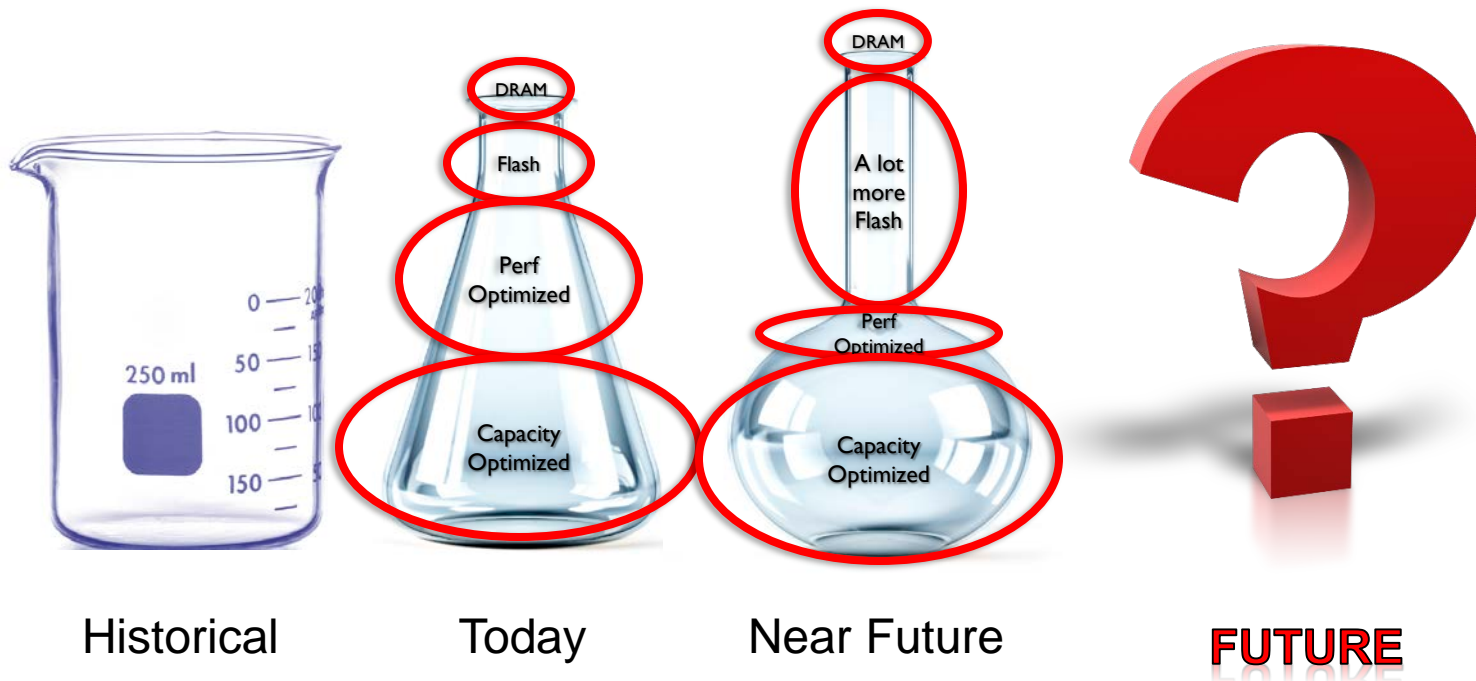 DRAM
DRAM
Flash
A lot
more
Flash
Perf
Optimized
Perf
Optimized
Capacity
Optimized
Capacity
Optimized
250 ml
0
50
100
150
Historical
Today
Near Future
FUTURE